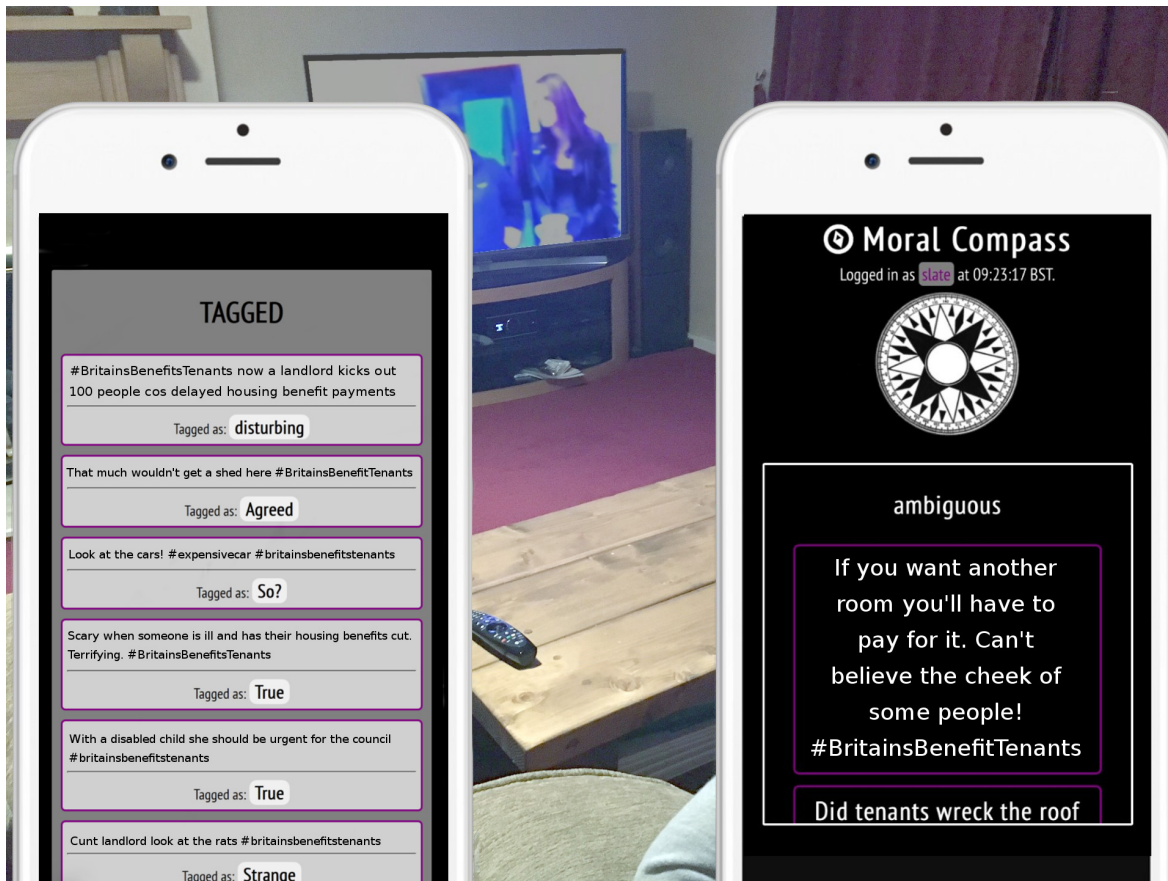 TAGGED
#BritainsBenefitsTenants now a landlord kicks out
100 people cos delayed housing benefit payments
Tagged as: disturbing
That much wouldn't get a shed here #BritainsBenefitTenants
Tagged as: Agreed
Look at the cars! #expensivecar #britainsbenefitstenants
Tagged as: So?
Scary when someone is ill and has their housing benefits cut.
Terrifying. #BritainsBenefitsTenants
Tagged as: True
With a disabled child she should be urgent for the council
#britainsbenefitstenants
Tagged as: True
Cunt landlord look at the rats #britainsbenefitstenants
Tagged as: Strange
Moral Compass
Logged in as slate at 09:23:17 BST.
ambiguous
If you want another
room you'll have to
pay for it. Can't
believe the cheek of
some people!
#BritainsBenefitTenants
Did tenants wreck the roof